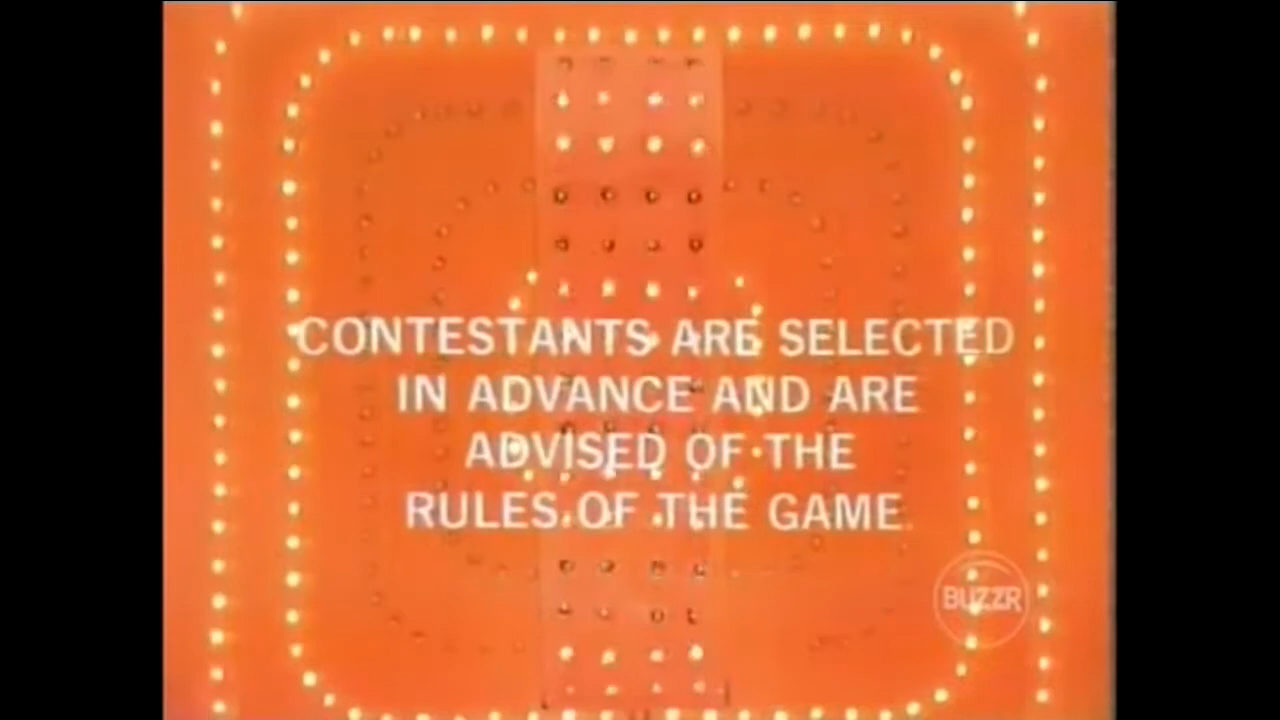 CONTESTANTS ARE SELECTED
IN ADVANCE AND ARE
ADVISED OF THE
RULES OF THE GAME.
BUZZR